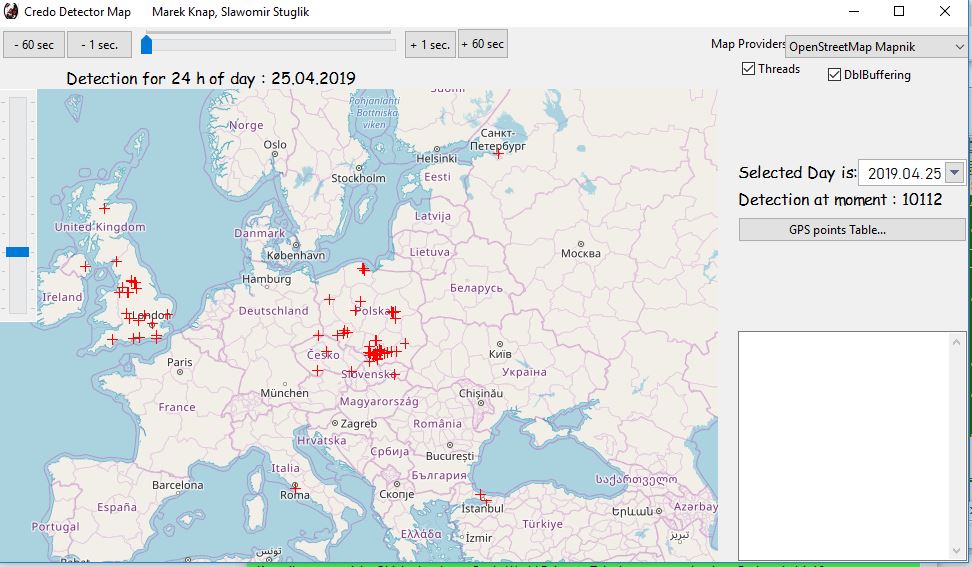 Credo Detector Map Marek Knap, Slawomir Stuglik
- 60 sec - 1 sec. + 1 sec. + 60 sec
Map Providers OpenStreetMap Mapnik
Threads DblBuffering
Detection for 24 h of day : 25.04.2019
Selected Day is: 2019.04.25
Detection at moment : 10112
GPS points Table...
Suomi
Pohjanlahti
- Bottniska
viken
Norge
Oslo
Санкт-
Петербург
Helsinki
Stockholm
Eesti
United Kingdom
Latvija
Danmark
København
Lietuva
Москва
Hamburg
Беларусь
Ireland
Deutschland
Polska
London
Česko
Київ
Paris
Slovensko
Україна
München
Chișinău
France
Magyarország
Zagreb
România
Hrvatska
Србија
București
Italia
България
Barcelona
Roma
Скопје
საქართველო
España
İstanbul
Երևան
Azərbay
Portugal
Ελλάς
Türkiye
İzmir
تونس
تبریز